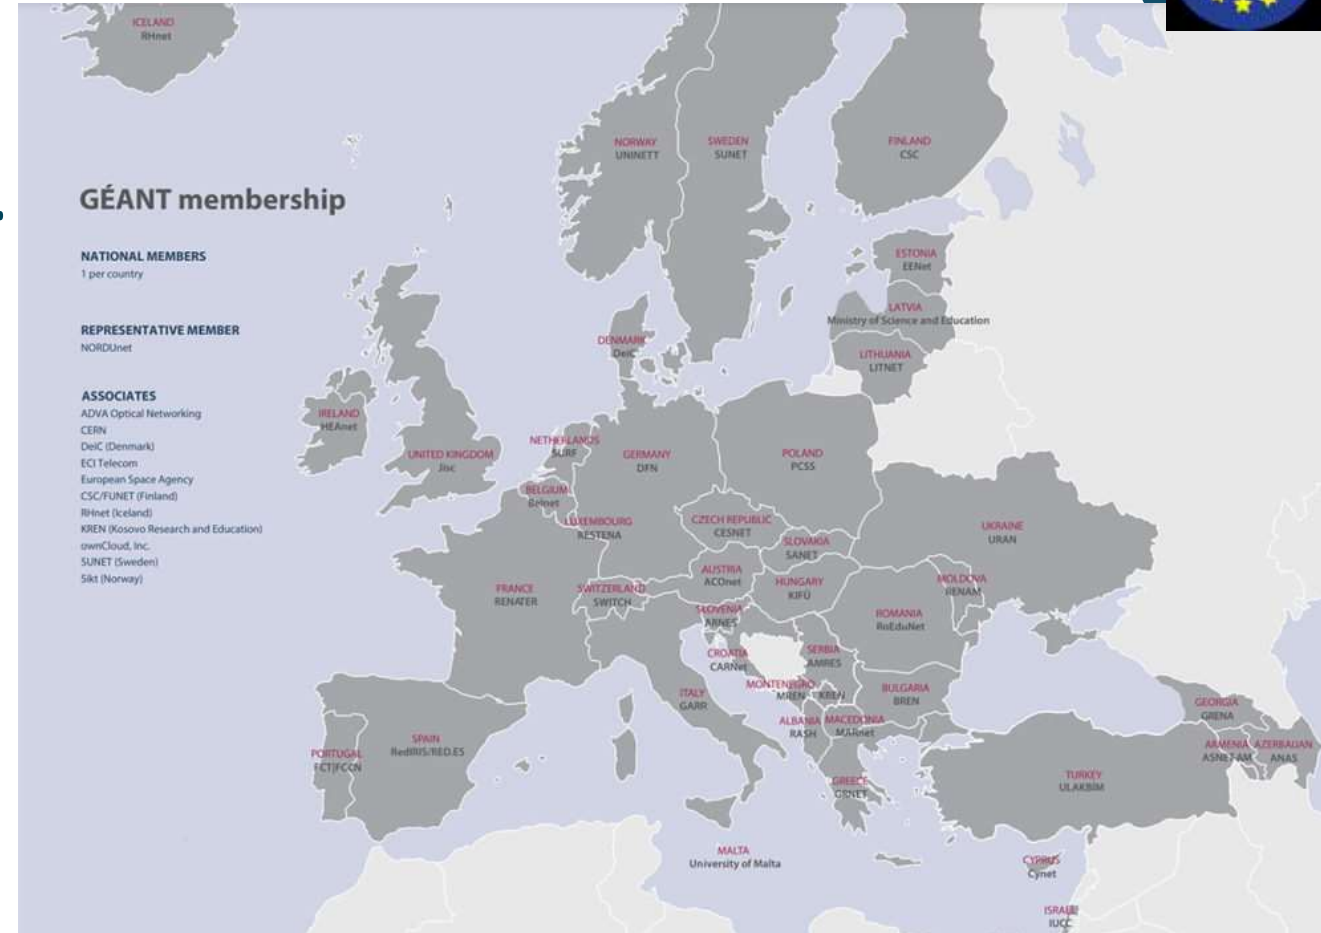 ICELAND
RHnet
NORWAY
UNINETT
SWEDEN
SUNET
FINLAND
CSC
GÉANT membership
NATIONAL MEMBERS
1 per country
REPRESENTATIVE MEMBER
NORDUnet
ASSOCIATES
ADVA Optical Networking
CERN
DeiC (Denmark)
ECI Telecom
European Space Agency
CSC/FUNET (Finland)
RHnet (Iceland)
KREN (Kosovo Research and Education)
ownCloud, Inc.
SUNET (Sweden)
Sikt (Norway)
ESTONIA
EENet
LATVIA
Ministry of Science and Education
LITHUANIA
LITNET
DENMARK
DeiC
IRELAND
HEAnet
UNITED KINGDOM
Jisc
NETHERLANDS
SURF
GERMANY
DFN
POLAND
PCSS
BELGIUM
Belnet
LUXEMBOURG
RESTENA
CZECH REPUBLIC
CESNET
SLOVAKIA
SANET
UKRAINE
URAN
AUSTRIA
ACOnet
HUNGARY
KIFÜ
MOLDOVA
RENAM
FRANCE
RENATER
SWITZERLAND
SWITCH
SLOVENIA
ARNES
ROMANIA
RoEduNet
CROATIA
CARNet
SERBIA
AMRES
MONTENEGRO
MREN
KREN
BULGARIA
BREN
ITALY
GARR
ALBANIA
RASH
MACEDONIA
MARnet
GEORGIA
GRENA
PORTUGAL
FCT|FCCN
SPAIN
RedIRIS/RED.ES
ARMENIA
ASNET-AM
AZERBAIJAN
ANAS
GREECE
GRNET
TURKEY
ULAKBİM
MALTA
University of Malta
CYPRUS
Cynet
ISRAEL
IUCC